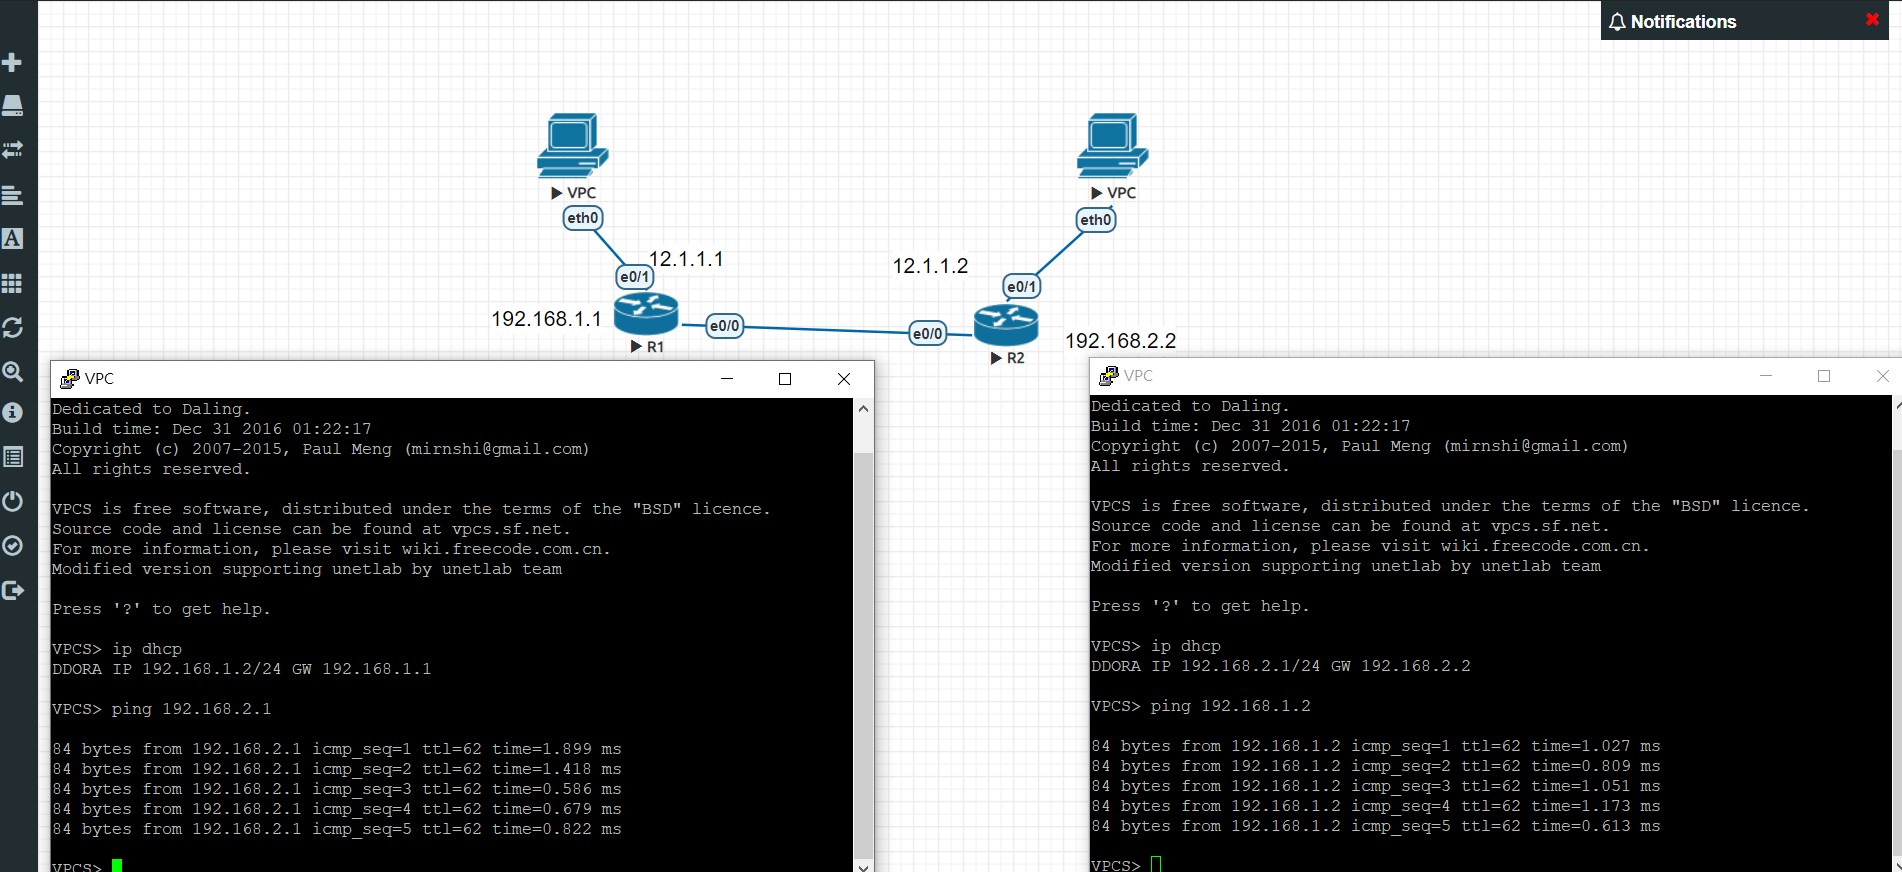 Notifications
VPC
VPC
eth0
eth0
12.1.1.1
12.1.1.2
e0/1
e0/1
192.168.1.1
e0/0
e0/0
192.168.2.2
R1
R2
VPC
Dedicated to Daling.
Build time: Dec 31 2016 01:22:17
Copyright (c) 2007-2015, Paul Meng (mirnshi@gmail.com)
All rights reserved.
VPCS is free software, distributed under the terms of the "BSD" licence.
Source code and license can be found at vpcs.sf.net.
For more information, please visit wiki.freecode.com.cn.
Modified version supporting unetlab by unetlab team
Press '?' to get help.
VPCS> ip dhcp
DDORA IP 192.168.1.2/24 GW 192.168.1.1
VPCS> ping 192.168.2.1
84 bytes from 192.168.2.1 icmp_seq=1 ttl=62 time=1.899 ms
84 bytes from 192.168.2.1 icmp_seq=2 ttl=62 time=1.418 ms
84 bytes from 192.168.2.1 icmp_seq=3 ttl=62 time=0.586 ms
84 bytes from 192.168.2.1 icmp_seq=4 ttl=62 time=0.679 ms
84 bytes from 192.168.2.1 icmp_seq=5 ttl=62 time=0.822 ms
VPCS>
VPC
Dedicated to Daling.
Build time: Dec 31 2016 01:22:17
Copyright (c) 2007-2015, Paul Meng (mirnshi@gmail.com)
All rights reserved.
VPCS is free software, distributed under the terms of the "BSD" licence.
Source code and license can be found at vpcs.sf.net.
For more information, please visit wiki.freecode.com.cn.
Modified version supporting unetlab by unetlab team
Press '?' to get help.
VPCS> ip dhcp
DDORA IP 192.168.2.1/24 GW 192.168.2.2
VPCS> ping 192.168.1.2
84 bytes from 192.168.1.2 icmp_seq=1 ttl=62 time=1.027 ms
84 bytes from 192.168.1.2 icmp_seq=2 ttl=62 time=0.809 ms
84 bytes from 192.168.1.2 icmp_seq=3 ttl=62 time=1.051 ms
84 bytes from 192.168.1.2 icmp_seq=4 ttl=62 time=1.173 ms
84 bytes from 192.168.1.2 icmp_seq=5 ttl=62 time=0.613 ms
VPCS>